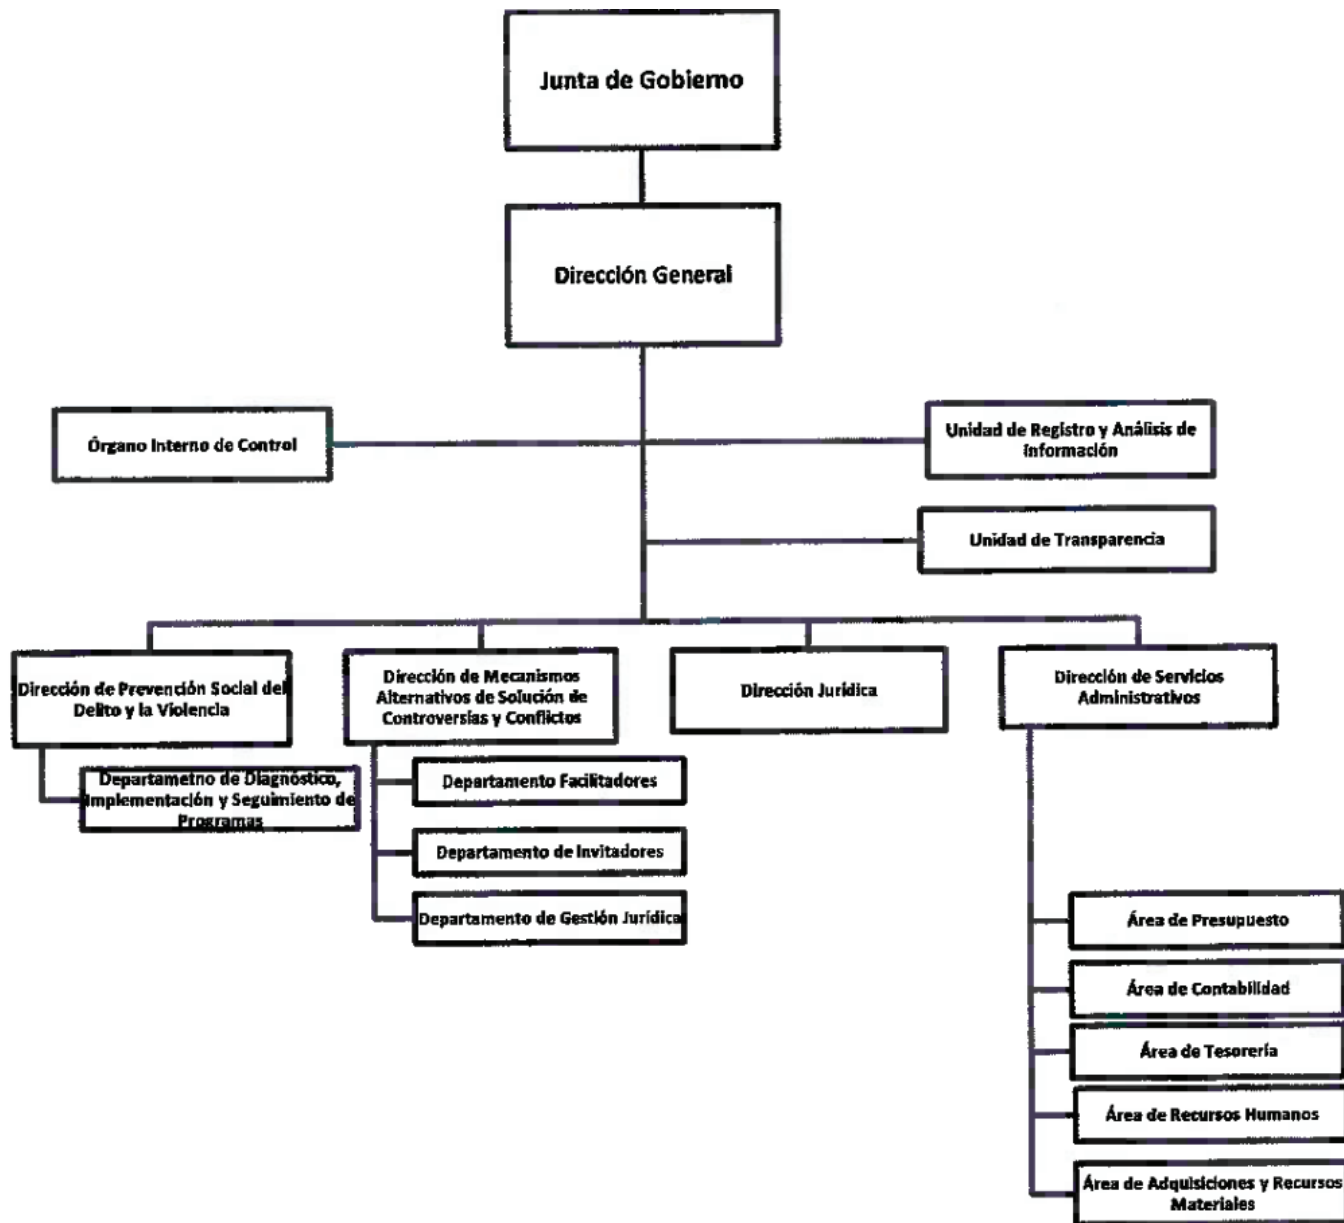 Junta de Gobierno
Dirección General
Órgano Interno de Control
Unidad de Registro y Análisis de
Información
Unidad de Transparencia
Dirección de Prevención Social del
Delito y la Violencia
Dirección de Mecanismos
Alternativos de Solución de
Controversias y Conflictos
Dirección Jurídica
Dirección de Servicios
Administrativos
Departametno de Diagnóstico,
Implementación y Seguimiento de
Programas
Departamento Facilitadores
Departamento de Invitadores
Departamento de Gestión Jurídica
Área de Presupuesto
Área de Contabilidad
Área de Tesorería
Área de Recursos Humanos
Área de Adquisiciones y Recursos
Materiales